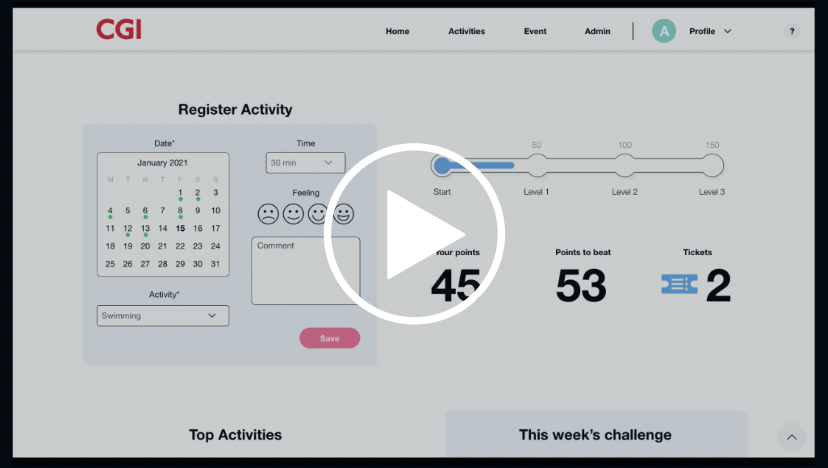 CGI
Home Activities Event Admin A Profile ?
Register Activity
Date*
January 2021
M T W T F S S
1 2 3
4 5 6 7 8 9 10
11 12 13 14 15 16 17
18 19 20 21 22 23 24
25 26 27 28 29 30 31
Activity*
Swimming
Time
30 min
Feeling
Comment
Save
50 100 150
Start Level 1 Level 2 Level 3
Your points Points to beat Tickets
45 53 2
Top Activities
This week's challenge